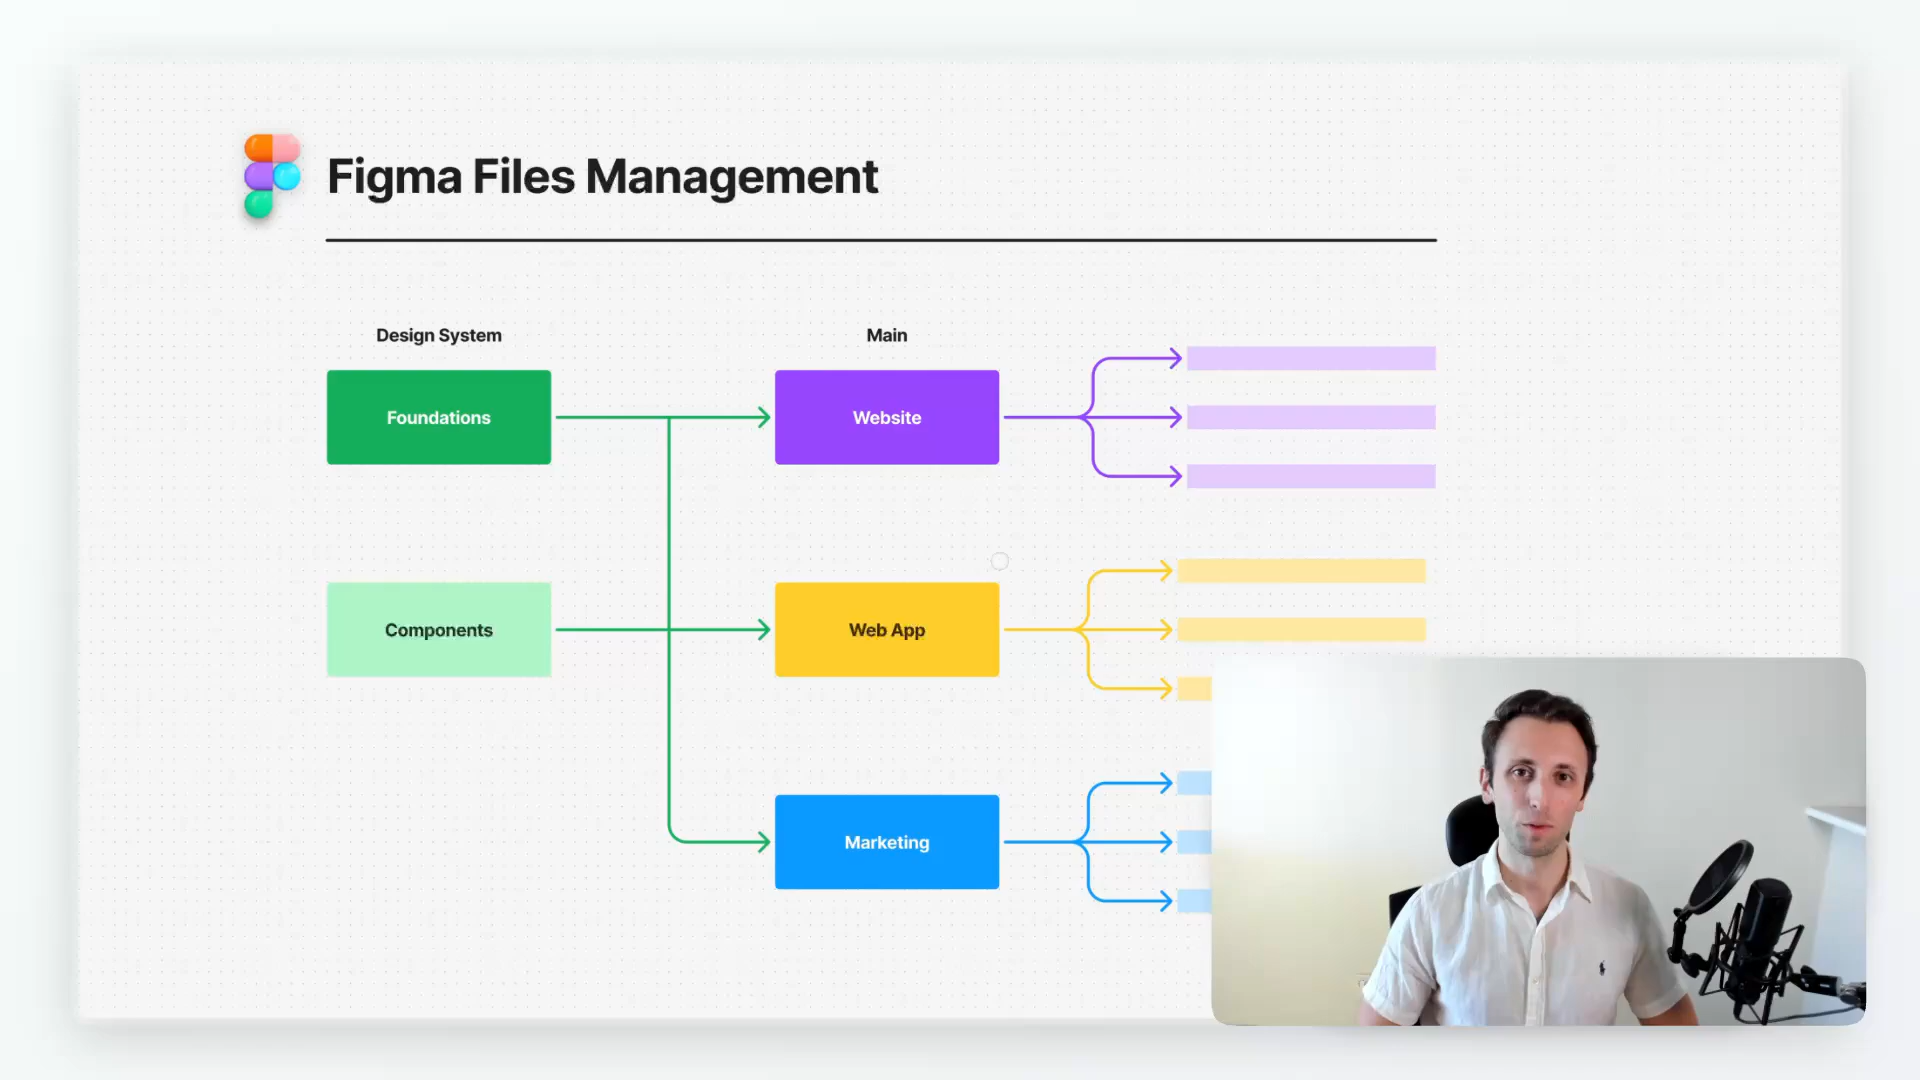 Figma Files Management
Design System
Main
Foundations
Website
Components
Web App
Marketing